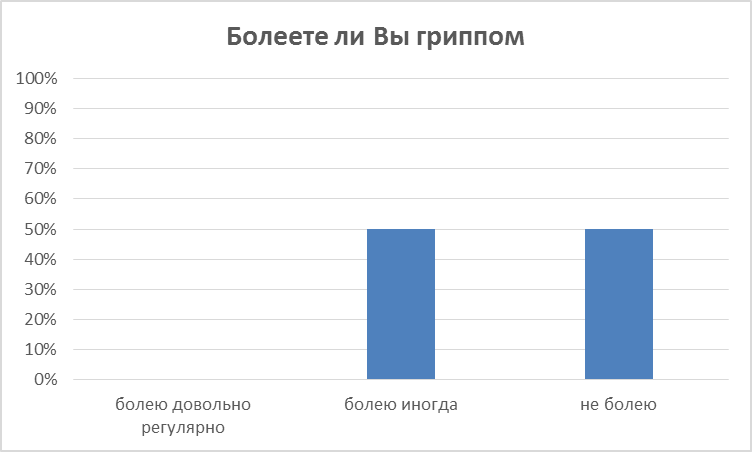 Болеете ли Вы гриппом
100%
90%
80%
70%
60%
50%
40%
30%
20%
10%
0%
болею довольно
регулярно
болею иногда
не болею